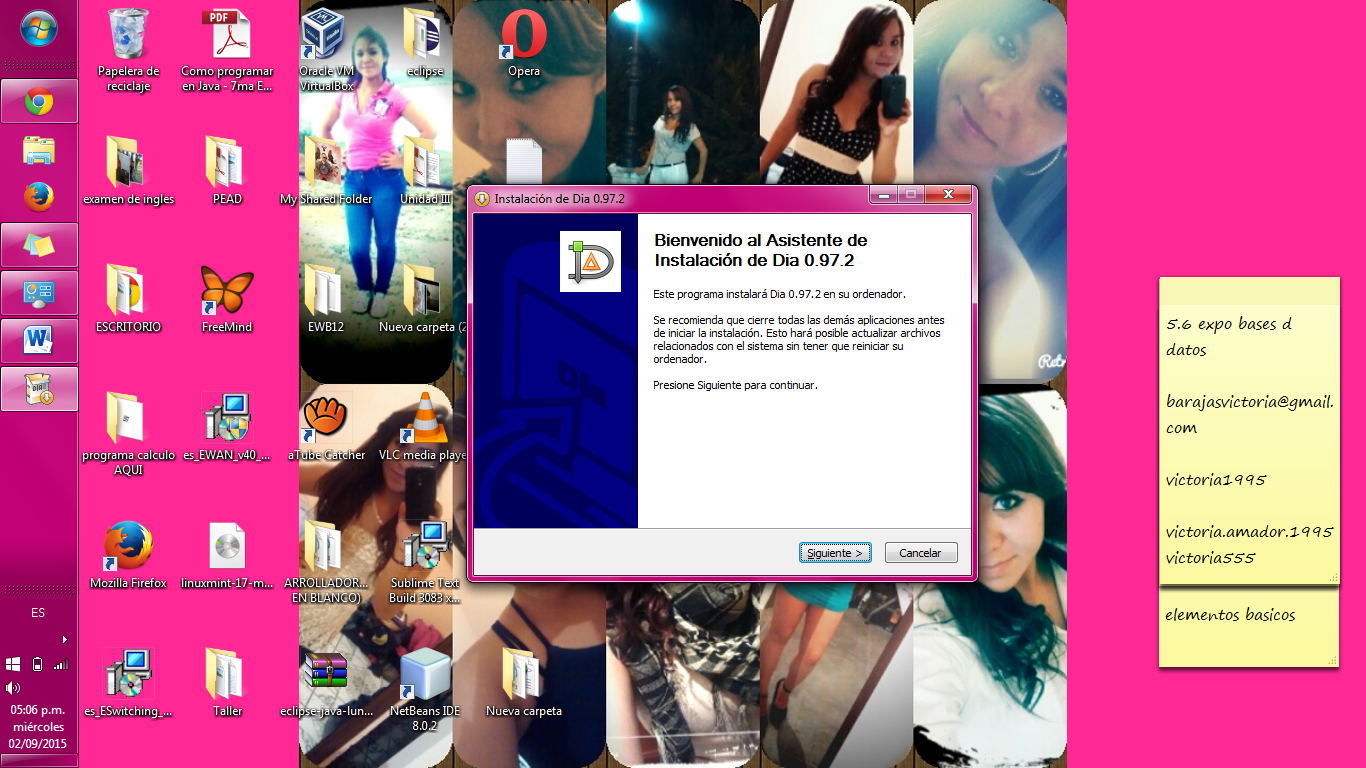 Papelera de
reciclaje
PDF
Como programar
en Java - 7ma E...
Oracle VM
VirtualBox
eclipse
Opera
examen de ingles
PEAD
My Shared Folder
Unidad III
ESCRITORIO
FreeMind
EWB12
Nueva carpeta (2
programa calculo
AQUI
es_EWAN_v40_...
aTube Catcher
VLC media playe
Mozilla Firefox
linuxmint-17-m...
ARROLLADOR...
EN BLANCO)
Sublime Text
Build 3083 x...
es_ESwitching_...
Taller
eclipse-java-lun...
NetBeans IDE
8.0.2
Nueva carpeta
Instalación de Dia 0.97.2
Bienvenido al Asistente de
Instalación de Dia 0.97.2
Este programa instalará Dia 0.97.2 en su ordenador.
Se recomienda que cierre todas las demás aplicaciones antes
de iniciar la instalación. Esto hará posible actualizar archivos
relacionados con el sistema sin tener que reiniciar su
ordenador.
Presione Siguiente para continuar.
Siguiente >
Cancelar
5.6 expo bases d
datos
barajasvictoria@gmail.
com
victoria1995
victoria.amador.1995
victoria555
elementos basicos
ES
05:06 p.m.
miércoles
02/09/2015